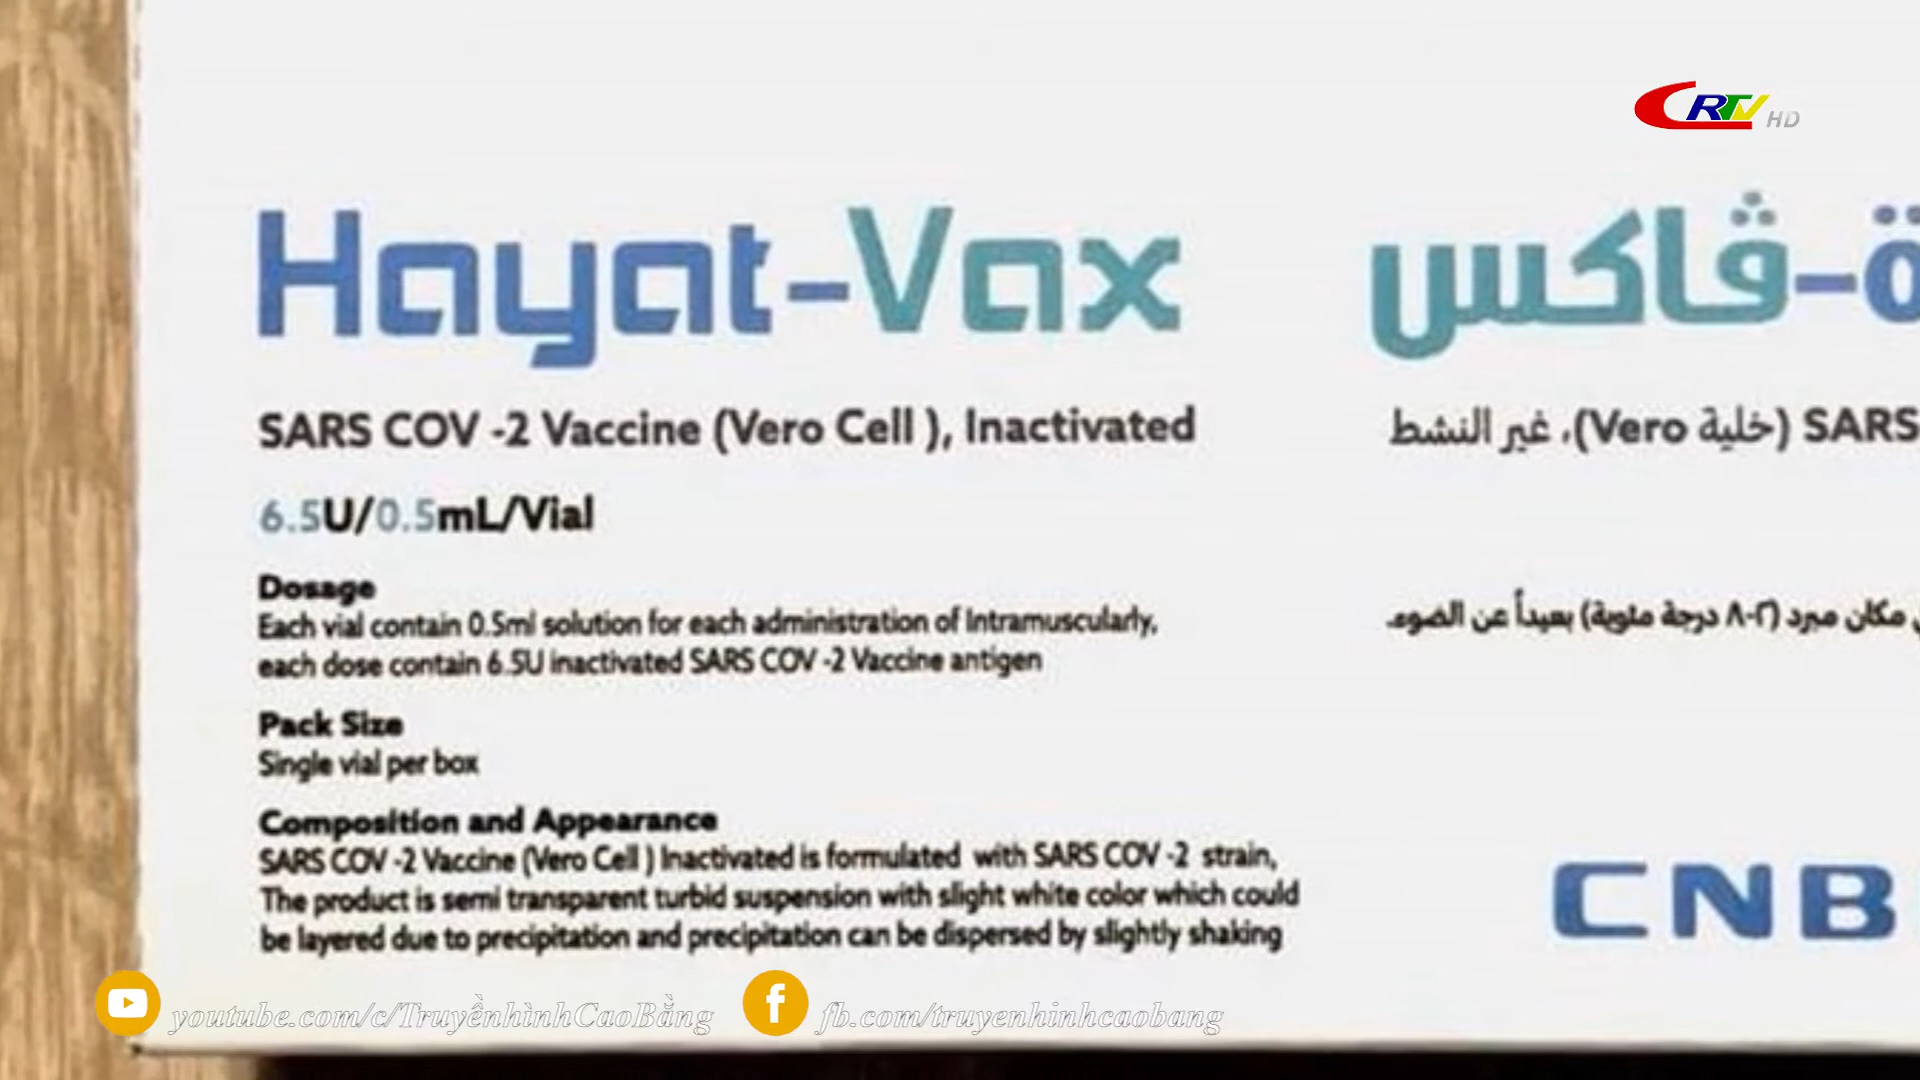 CRTV HD
Hayat-Vax
ة-ڤاكس
SARS COV -2 Vaccine (Vero Cell ), Inactivated
SARS (خلية Vero)، غير النشط
6.5U/0.5mL/Vial
Dosage
Each vial contain 0.5ml solution for each administration of Intramuscularly,
each dose contain 6.5U inactivated SARS COV -2 Vaccine antigen
مكان مبرد (٢-٨ درجة مئوية) بعيداً عن الضوء.
Pack Size
Single vial per box
Composition and Appearance
SARS COV -2 Vaccine (Vero Cell ) Inactivated is formulated with SARS COV -2 strain,
The product is semi transparent turbid suspension with slight white color which could
be layered due to precipitation and precipitation can be dispersed by slightly shaking
CNB
youtube.com/c/TruyềnhìnhCaoBằng
fb.com/truyenhinhcaobang